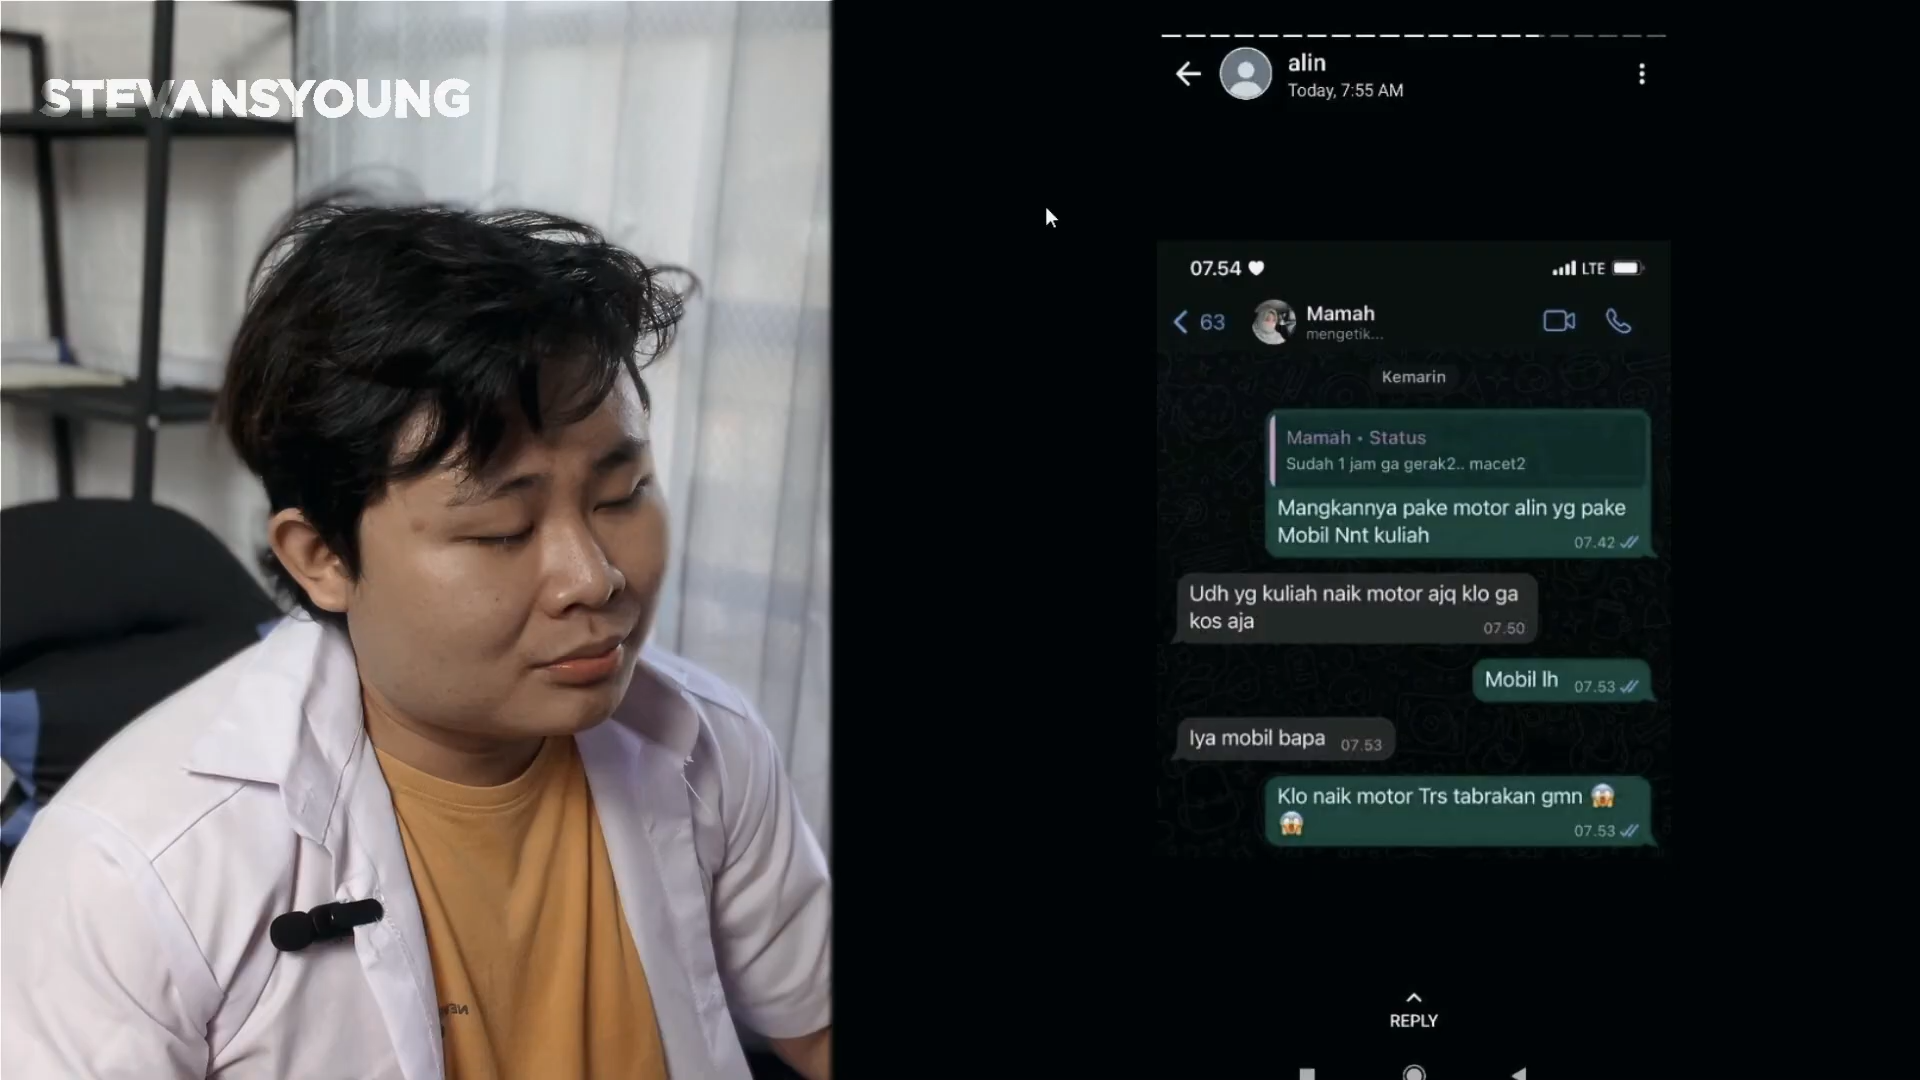 STEVANSYOUNG
alin
Today, 7:55 AM
07.54
LTE
63
Mamah
mengetik...
Kemarin
Mamah • Status
Sudah 1 jam ga gerak2.. macet2
Mangkannya pake motor alin yg pake
Mobil Nnt kuliah
07.42
Udh yg kuliah naik motor ajq klo ga
kos aja
07.50
Mobil lh
07.53
Iya mobil bapa
07.53
Klo naik motor Trs tabrakan gmn 😱
😱
07.53
REPLY